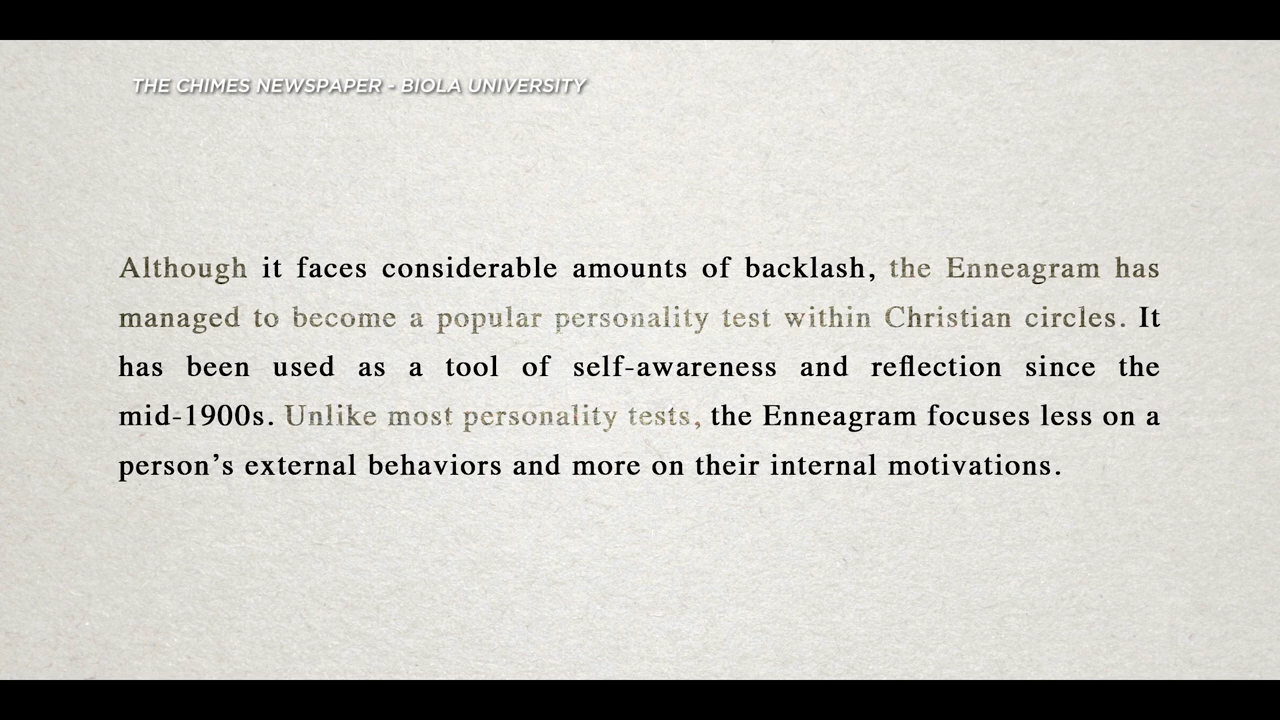 THE CHIMES NEWSPAPER - BIOLA UNIVERSITY
Although it faces considerable amounts of backlash, the Enneagram has
managed to become a popular personality test within Christian circles. It
has been used as a tool of self-awareness and reflection since the
mid-1900s. Unlike most personality tests, the Enneagram focuses less on a
person’s external behaviors and more on their internal motivations.